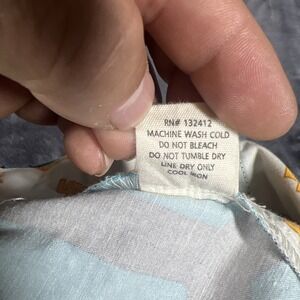 RN# 132412
MACHINE WASH COLD
DO NOT BLEACH
DO NOT TUMBLE DRY
LINE DRY ONLY
COOL IRON